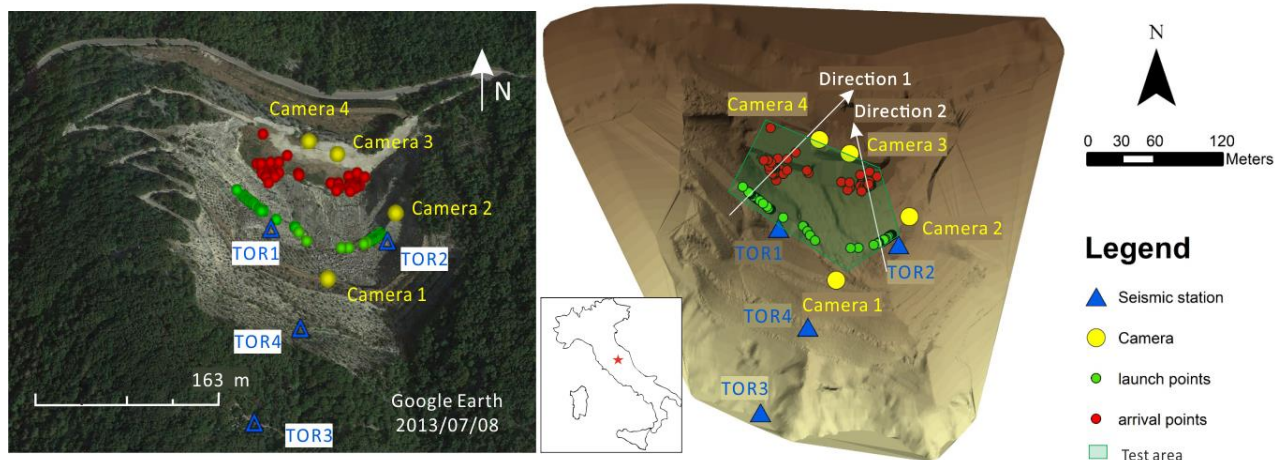 Camera 4
N
Camera 3
Camera 2
TOR1
TOR2
Camera 1
TOR4
163 m
Google Earth
2013/07/08
TOR3
Direction 1
Camera 4
Direction 2
Camera 3
Camera 2
TOR1
TOR2
Camera 1
TOR4
TOR3
N
0 30 60 120
Meters
Legend
Seismic station
Camera
launch points
arrival points
Test area